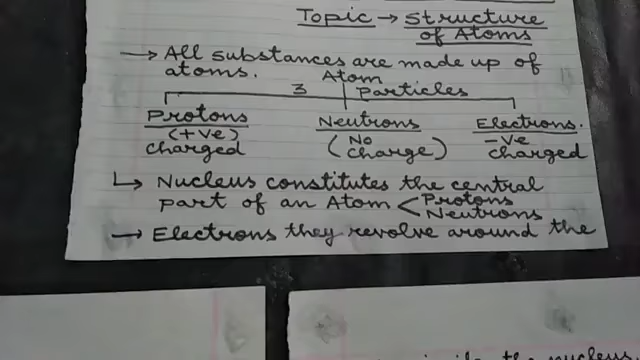 Topic → Structure
of Atoms
→ All substances are made up of
atoms.
Atom
3 Particles
Protons Neutrons Electrons.
(+ve) (No -ve
charged charge) charged
↳ Nucleus constitutes the central
part of an Atom < Protons
Neutrons
→ Electrons they revolve around the
the nucleus.